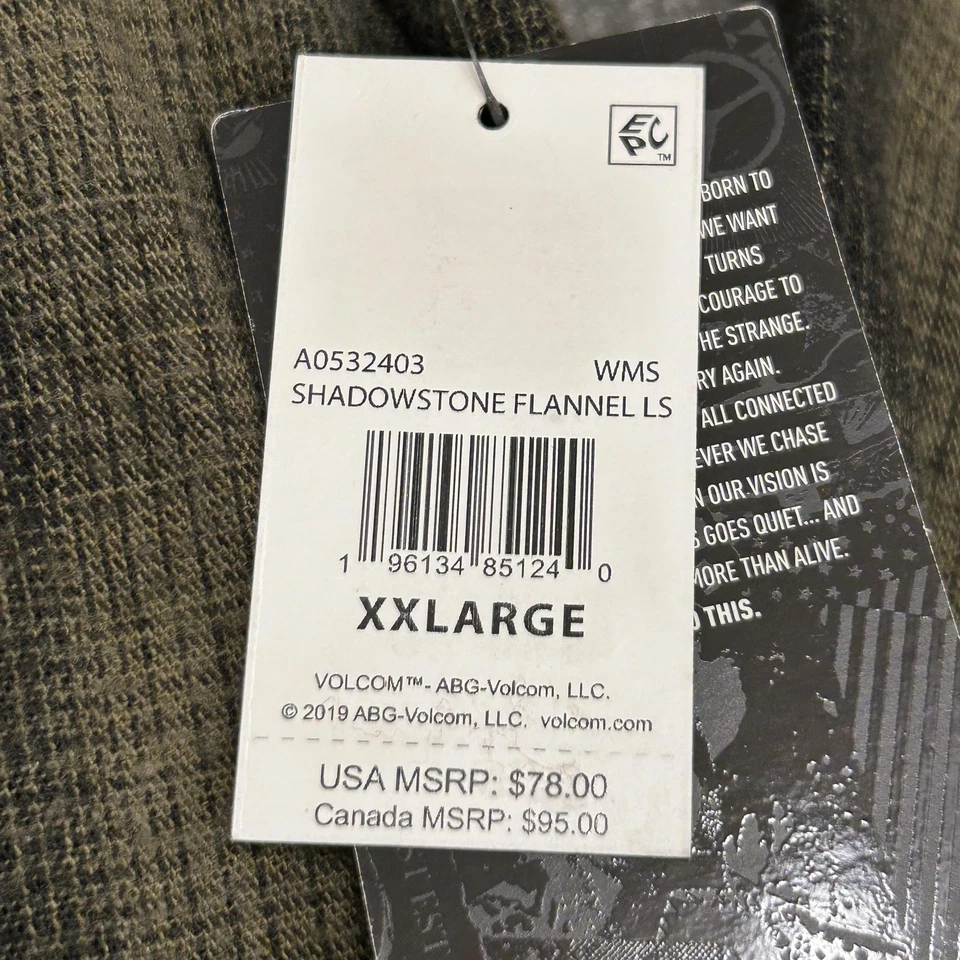 EPC
TM
A0532403 WMS
SHADOWSTONE FLANNEL LS
1 96134 85124 0
XXLARGE
VOLCOM™- ABG-Volcom, LLC.
© 2019 ABG-Volcom, LLC. volcom.com
USA MSRP: $78.00
Canada MSRP: $95.00
BORN TO
WE WANT
TURNS
COURAGE TO
HE STRANGE.
RY AGAIN.
ALL CONNECTED
EVER WE CHASE
N OUR VISION IS
S GOES QUIET... AND
MORE THAN ALIVE.
O THIS.